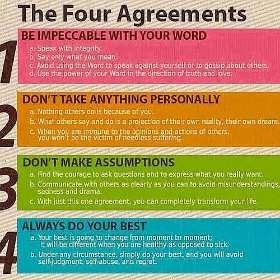 The Four Agreements
1
BE IMPECCABLE WITH YOUR WORD
a. Speak with integrity.
b. Say only what you mean.
c. Avoid using the Word to speak against yourself or to gossip about others.
d. Use the power of your Word in the direction of truth and love.
2
DON'T TAKE ANYTHING PERSONALLY
a. Nothing others do is because of you.
b. What others say and do is a projection of their own reality, their own dream.
c. When you are immune to the opinions and actions of others,
you won't be the victim of needless suffering.
3
DON'T MAKE ASSUMPTIONS
a. Find the courage to ask questions and to express what you really want.
b. Communicate with others as clearly as you can to avoid misunderstandings,
sadness and drama.
c. With just this one agreement, you can completely transform your life.
4
ALWAYS DO YOUR BEST
a. Your best is going to change from moment to moment;
it will be different when you are healthy as opposed to sick.
b. Under any circumstance, simply do your best, and you will avoid
self-judgment, self-abuse, and regret.